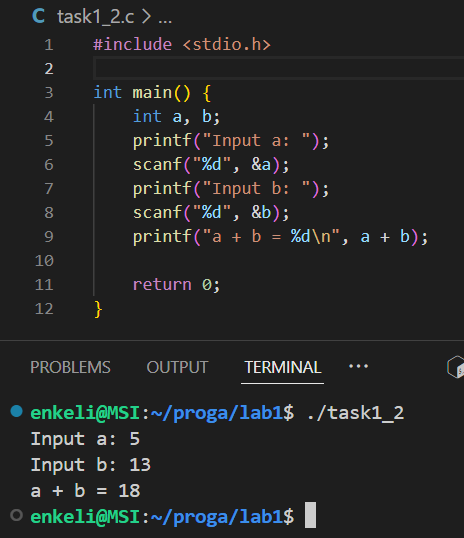 C task1_2.c > ...
1 #include <stdio.h>
2
3 int main() {
4     int a, b;
5     printf("Input a: ");
6     scanf("%d", &a);
7     printf("Input b: ");
8     scanf("%d", &b);
9     printf("a + b = %d\n", a + b);
10
11     return 0;
12 }
PROBLEMS OUTPUT TERMINAL ...
enkeli@MSI:~/proga/lab1$ ./task1_2
Input a: 5
Input b: 13
a + b = 18
enkeli@MSI:~/proga/lab1$